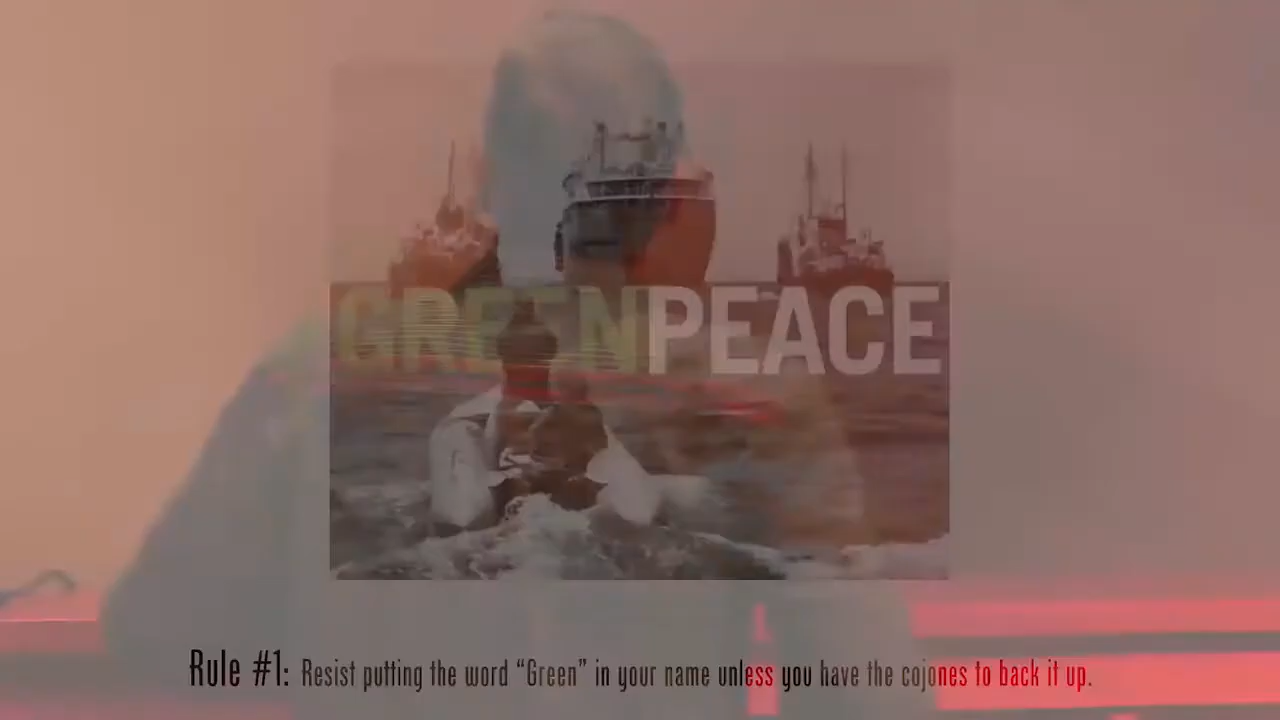 GREENPEACE
Rule #1: Resist putting the word “Green” in your name unless you have the cojones to back it up.